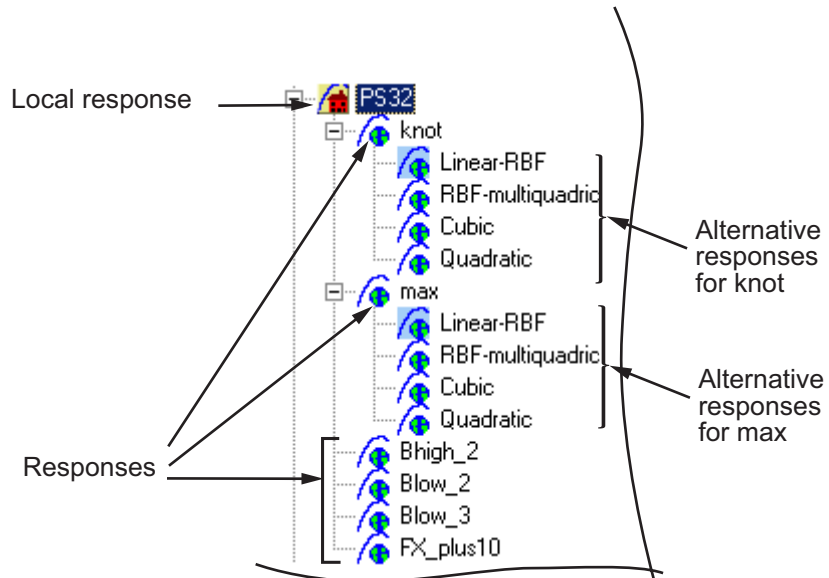 Local response
PS32
knot
Linear-RBF
RBF-multiquadric
Cubic
Quadratic
Alternative
responses
for knot
max
Linear-RBF
RBF-multiquadric
Cubic
Quadratic
Alternative
responses
for max
Responses
Bhigh_2
Blow_2
Blow_3
FX_plus10